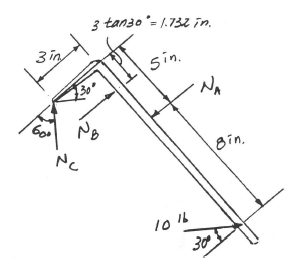 3 tan30° = 1.732 in.
3 in.
5 in.
30°
N_A
N_B
60°
N_C
8 in.
10 lb
30°